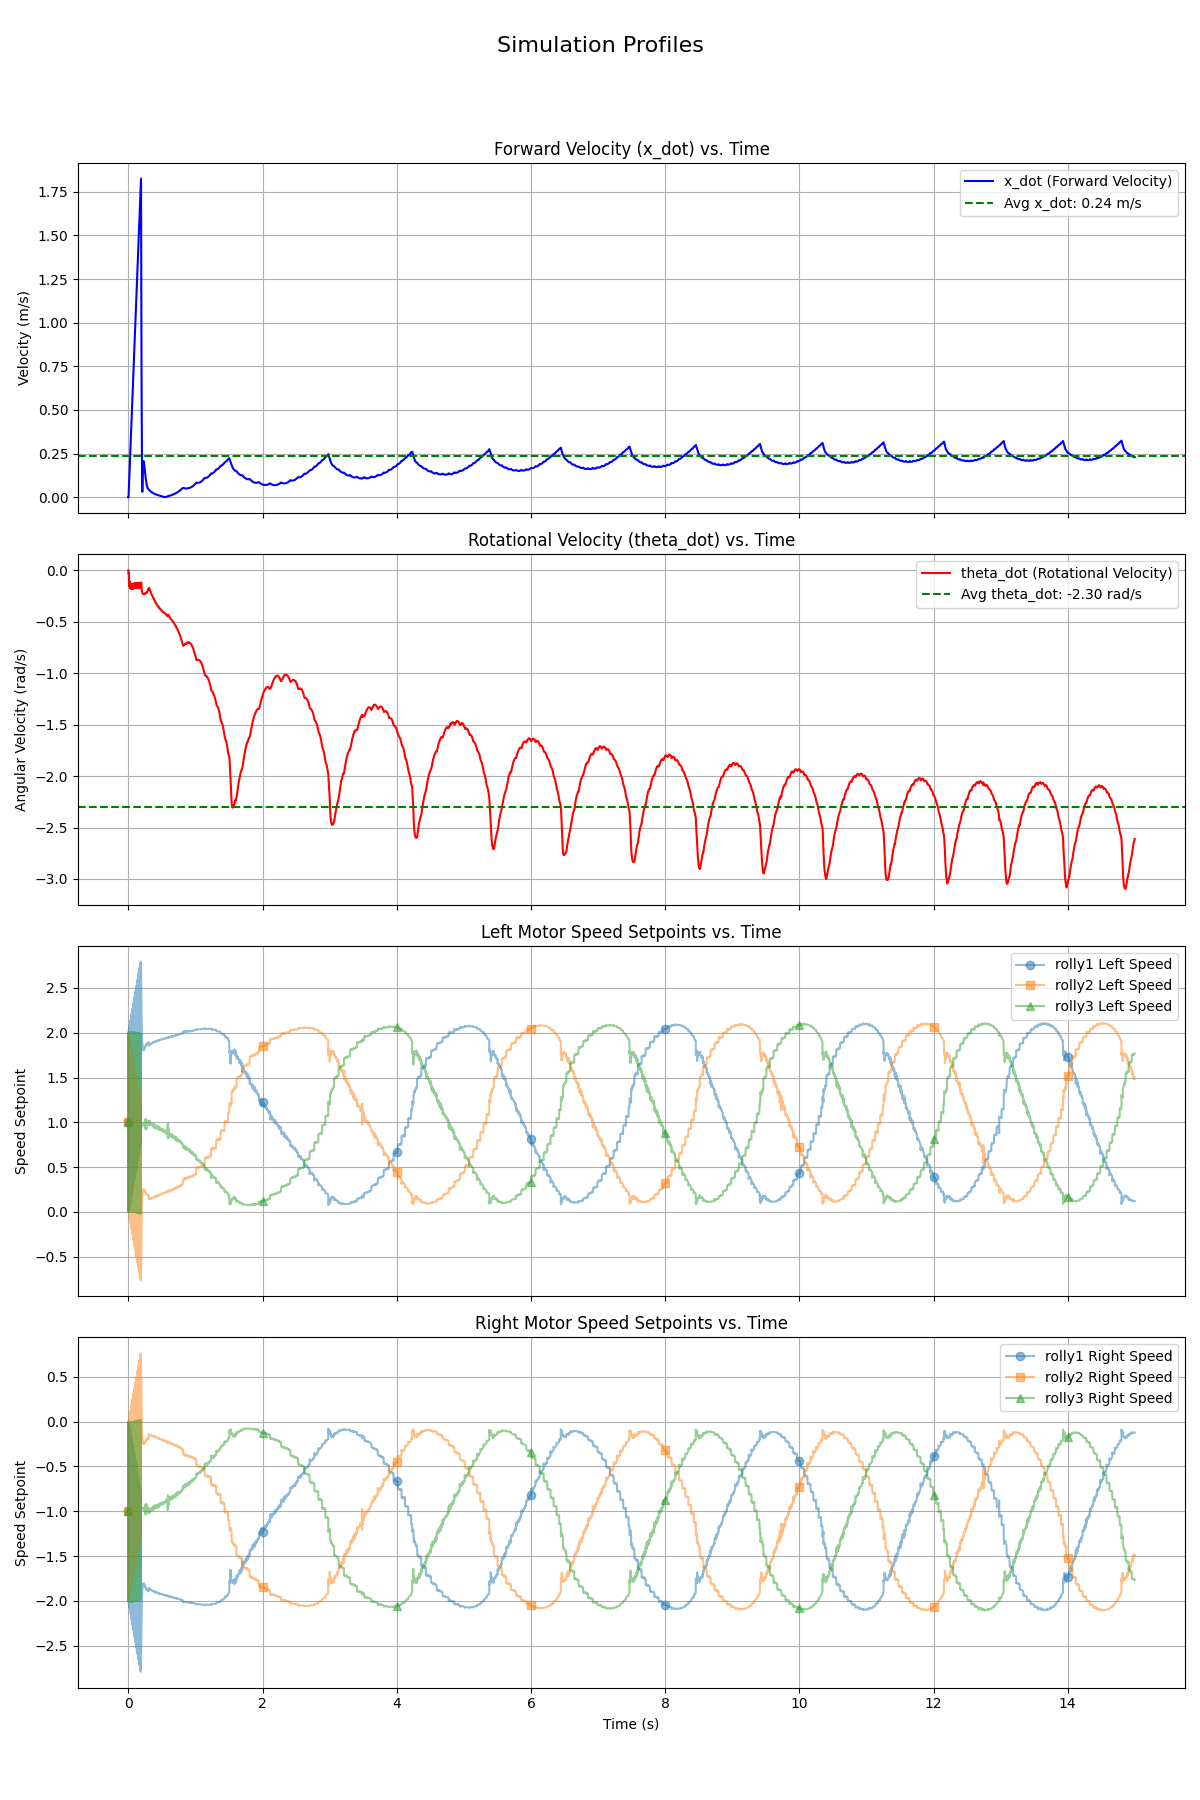 Simulation Profiles
Forward Velocity (x_dot) vs. Time
x_dot (Forward Velocity)
Avg x_dot: 0.24 m/s
Velocity (m/s)
1.75
1.50
1.25
1.00
0.75
0.50
0.25
0.00
Rotational Velocity (theta_dot) vs. Time
theta_dot (Rotational Velocity)
Avg theta_dot: -2.30 rad/s
Angular Velocity (rad/s)
0.0
−0.5
−1.0
−1.5
−2.0
−2.5
−3.0
Left Motor Speed Setpoints vs. Time
rolly1 Left Speed
rolly2 Left Speed
rolly3 Left Speed
Speed Setpoint
2.5
2.0
1.5
1.0
0.5
0.0
−0.5
Right Motor Speed Setpoints vs. Time
rolly1 Right Speed
rolly2 Right Speed
rolly3 Right Speed
Speed Setpoint
0.5
0.0
−0.5
−1.0
−1.5
−2.0
−2.5
0 2 4 6 8 10 12 14
Time (s)